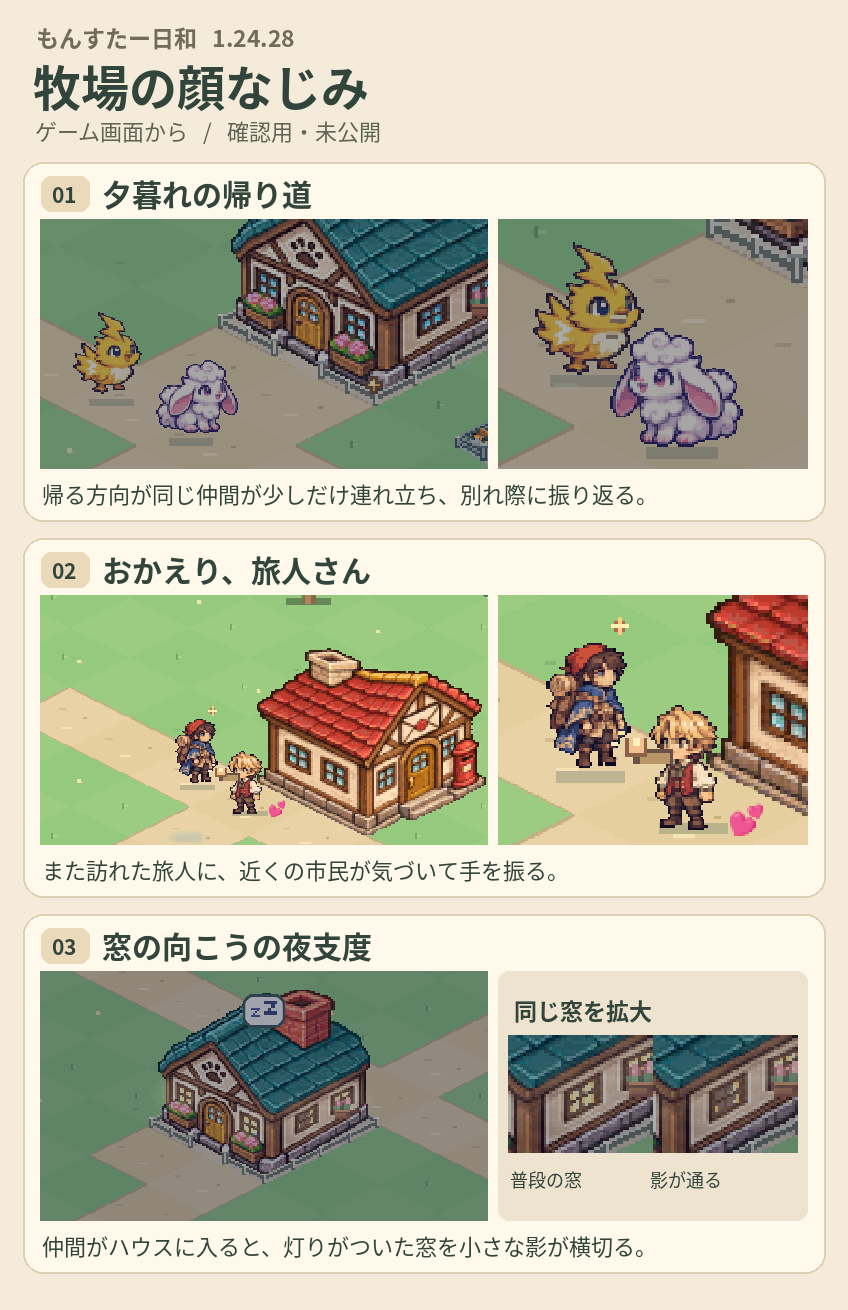 もんすたー日和 1.24.28
牧場の顔なじみ
ゲーム画面から / 確認用・未公開
01 夕暮れの帰り道
帰る方向が同じ仲間が少しだけ連れ立ち、別れ際に振り返る。
02 おかえり、旅人さん
また訪れた旅人に、近くの市民が気づいて手を振る。
03 窓の向こうの夜支度
zZ
同じ窓を拡大
普段の窓 影が通る
仲間がハウスに入ると、灯りがついた窓を小さな影が横切る。